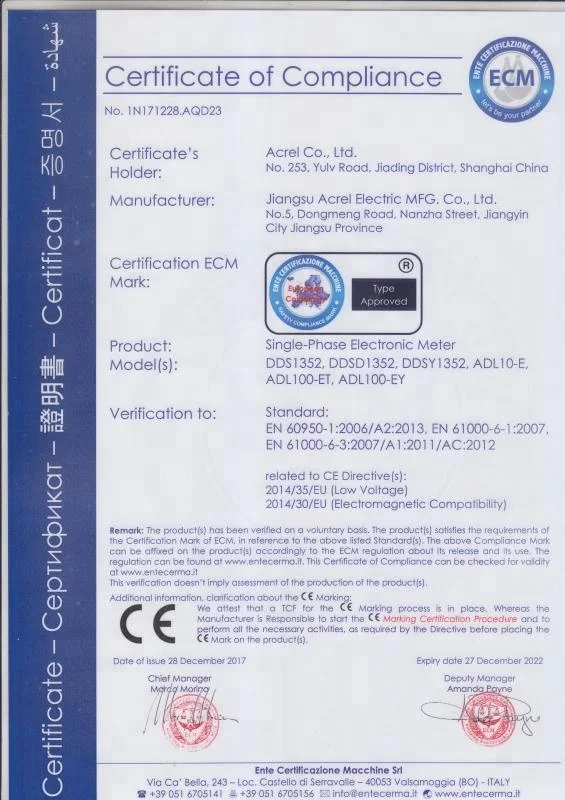 Certificate – Сертификат – 證明書 – Certificat – 증명서 – شهادة
ENTE CERTIFICAZIONE MACCHINE
ECM
let's be your partner
Certificate of Compliance
No. 1N171228.AQD23
Certificate's
Holder:
Acrel Co., Ltd.
No. 253, Yulv Road, Jiading District, Shanghai China
Manufacturer:
Jiangsu Acrel Electric MFG. Co., Ltd.
No.5, Dongmeng Road, Nanzha Street, Jiangyin
City Jiangsu Province
Certification ECM
Mark:
ENTE CERTIFICAZIONE MACCHINE
European
Compliance
SAFETY COMPLIANCE MARK
®
Type
Approved
Product:
Single-Phase Electronic Meter
Model(s):
DDS1352, DDSD1352, DDSY1352, ADL10-E,
ADL100-ET, ADL100-EY
Verification to:
Standard:
EN 60950-1:2006/A2:2013, EN 61000-6-1:2007,
EN 61000-6-3:2007/A1:2011/AC:2012
related to CE Directive(s):
2014/35/EU (Low Voltage)
2014/30/EU (Electromagnetic Compatibility)
Remark: The product(s) has been verified on a voluntary basis. The product(s) satisfies the requirements of
the Certification Mark of ECM, in reference to the above listed Standard(s). The above Compliance Mark
can be affixed on the product(s) accordingly to the ECM regulation about its release and its use. The
regulation can be found at www.entecerma.it. This Certificate of Compliance can be checked for validity
at www.entecerma.it
This verification doesn't imply assessment of the production of the product(s).
Additional information, clarification about the CE Marking:
CE
We attest that a TCF for the CE Marking process is in place. Whereas the
Manufacturer is Responsible to start the CE Marking Certification Procedure and to
perform all the necessary activities, as required by the Directive before placing the
CE Mark on the product(s).
Date of issue 28 December 2017
Expiry date 27 December 2022
Chief Manager
Marco Morina
Deputy Manager
Amanda Payne
ECM
ECM
Ente Certificazione Macchine Srl
Via Ca' Bella, 243 – Loc. Castello di Serravalle – 40053 Valsamoggia (BO) - ITALY
☎ +39 051 6705141 +39 051 6705156 ✉ info@entecerma.it www.entecerma.it